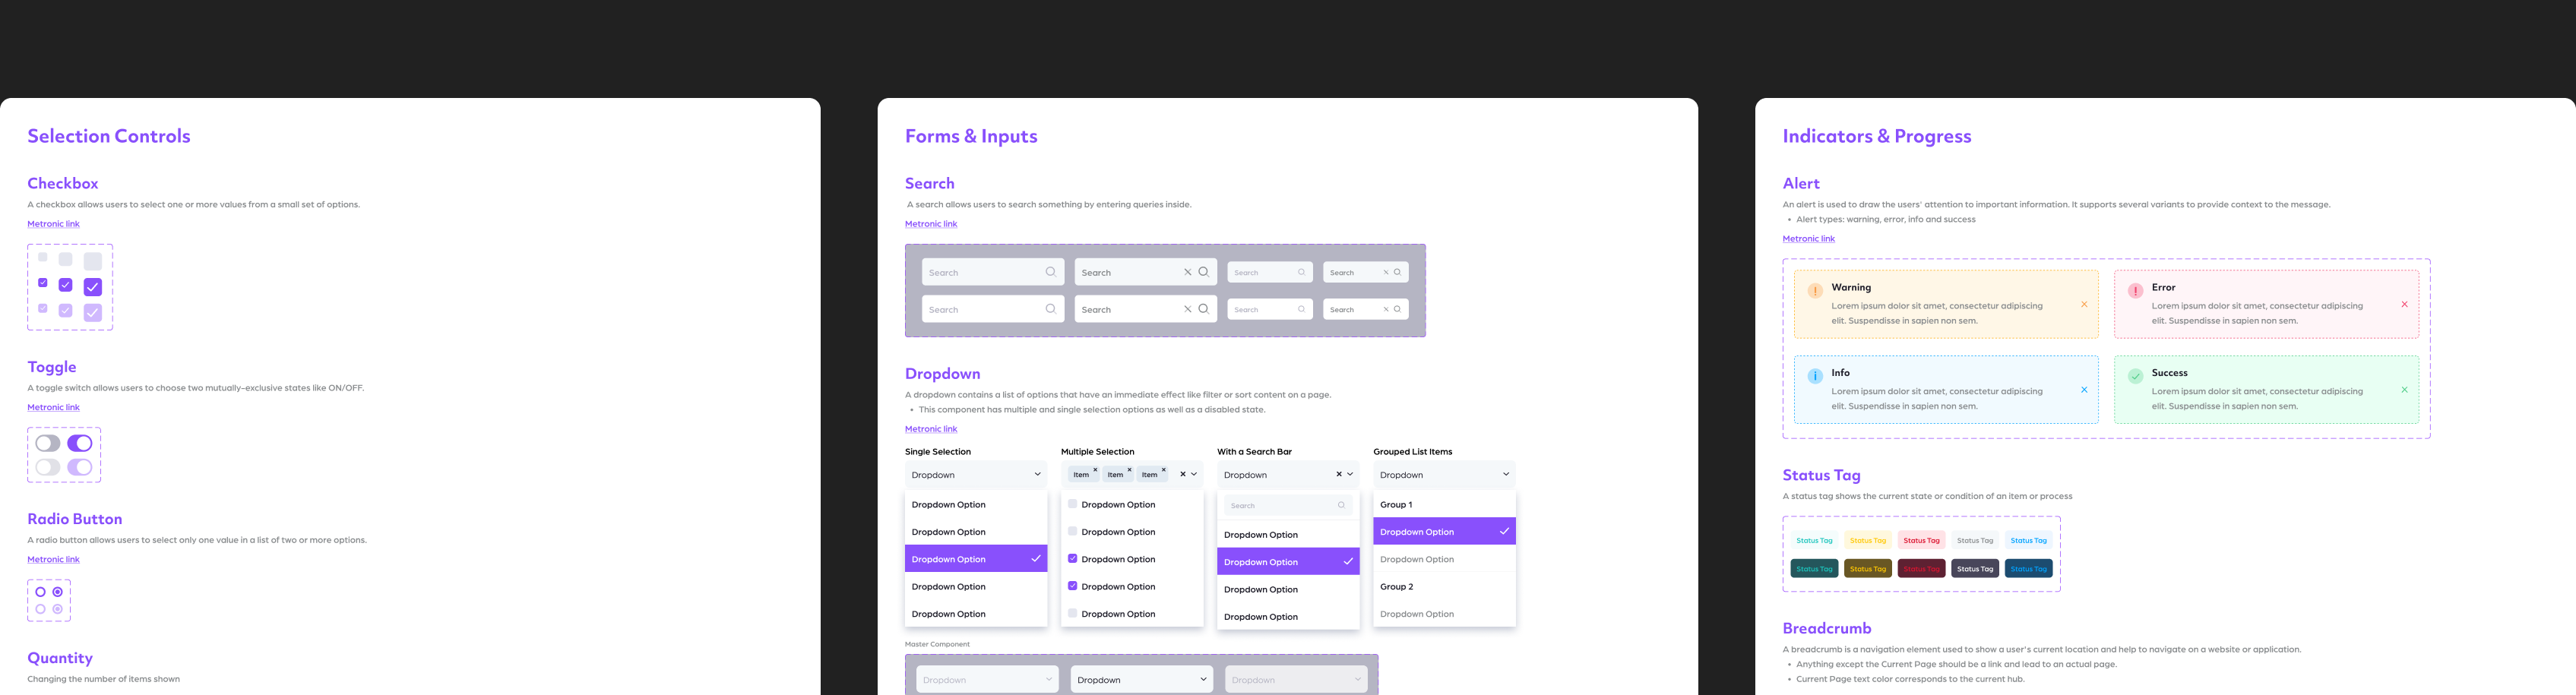 Selection Controls
Checkbox
A checkbox allows users to select one or more values from a small set of options.
Metronic link
Toggle
A toggle switch allows users to choose two mutually-exclusive states like ON/OFF.
Metronic link
Radio Button
A radio button allows users to select only one value in a list of two or more options.
Metronic link
Quantity
Changing the number of items shown
Forms & Inputs
Search
A search allows users to search something by entering queries inside.
Metronic link
Search Search Search Search
Search Search Search Search
Dropdown
A dropdown contains a list of options that have an immediate effect like filter or sort content on a page.
• This component has multiple and single selection options as well as a disabled state.
Metronic link
Single Selection
Dropdown
Dropdown Option
Dropdown Option
Dropdown Option
Dropdown Option
Dropdown Option
Multiple Selection
Item Item Item
Dropdown Option
Dropdown Option
Dropdown Option
Dropdown Option
Dropdown Option
With a Search Bar
Dropdown
Search
Dropdown Option
Dropdown Option
Dropdown Option
Dropdown Option
Grouped List Items
Dropdown
Group 1
Dropdown Option
Dropdown Option
Group 2
Dropdown Option
Master Component
Dropdown Dropdown Dropdown
Indicators & Progress
Alert
An alert is used to draw the users' attention to important information. It supports several variants to provide context to the message.
• Alert types: warning, error, info and success
Metronic link
Warning
Lorem ipsum dolor sit amet, consectetur adipiscing
elit. Suspendisse in sapien non sem.
Error
Lorem ipsum dolor sit amet, consectetur adipiscing
elit. Suspendisse in sapien non sem.
Info
Lorem ipsum dolor sit amet, consectetur adipiscing
elit. Suspendisse in sapien non sem.
Success
Lorem ipsum dolor sit amet, consectetur adipiscing
elit. Suspendisse in sapien non sem.
Status Tag
A status tag shows the current state or condition of an item or process
Status Tag Status Tag Status Tag Status Tag Status Tag
Status Tag Status Tag Status Tag Status Tag Status Tag
Breadcrumb
A breadcrumb is a navigation element used to show a user's current location and help to navigate on a website or application.
• Anything except the Current Page should be a link and lead to an actual page.
• Current Page text color corresponds to the current hub.